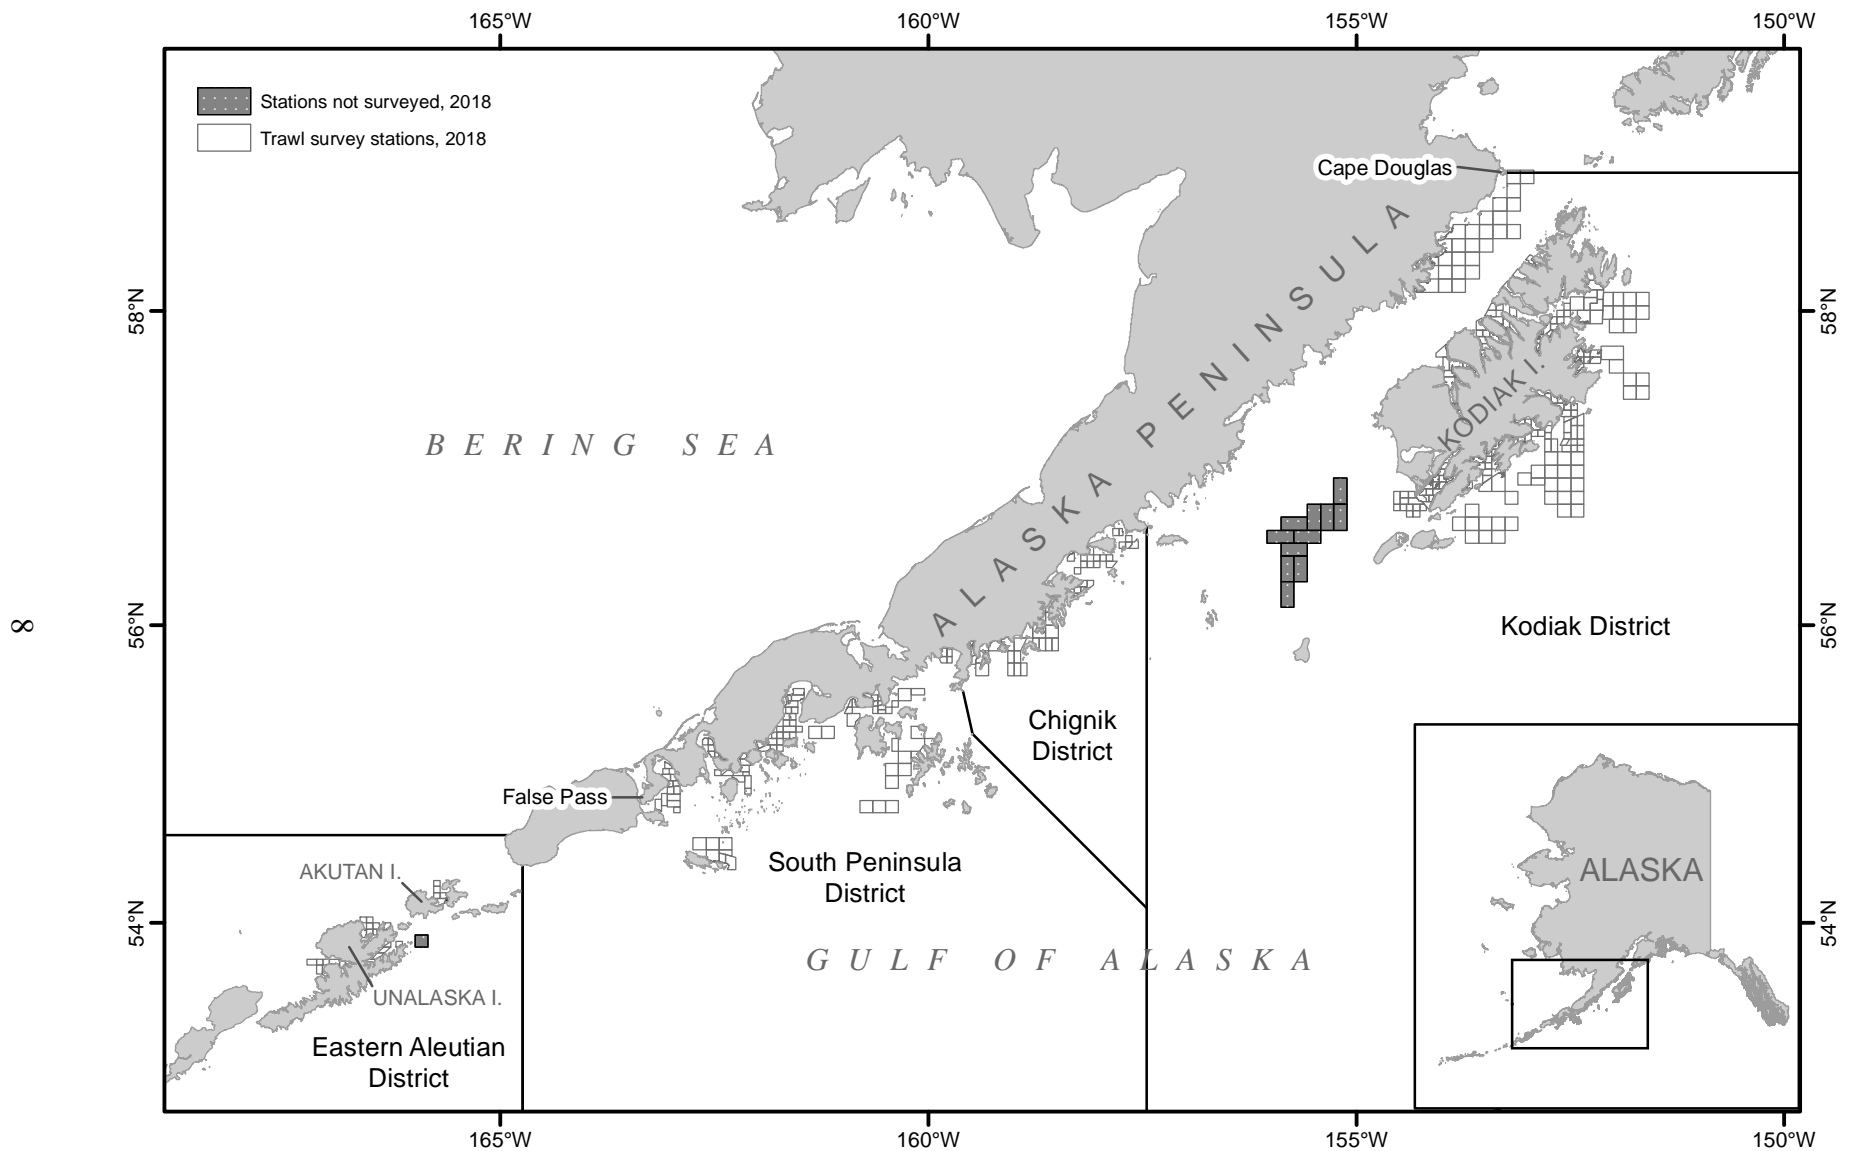 165°W
160°W
155°W
150°W
Stations not surveyed, 2018
Trawl survey stations, 2018
Cape Douglas
58°N
58°N
ALASKA PENINSULA
KODIAK I.
BERING SEA
8
56°N
56°N
Kodiak District
Chignik
District
False Pass
South Peninsula
District
ALASKA
AKUTAN I.
54°N
54°N
GULF OF ALASKA
UNALASKA I.
Eastern Aleutian
District
165°W
160°W
155°W
150°W